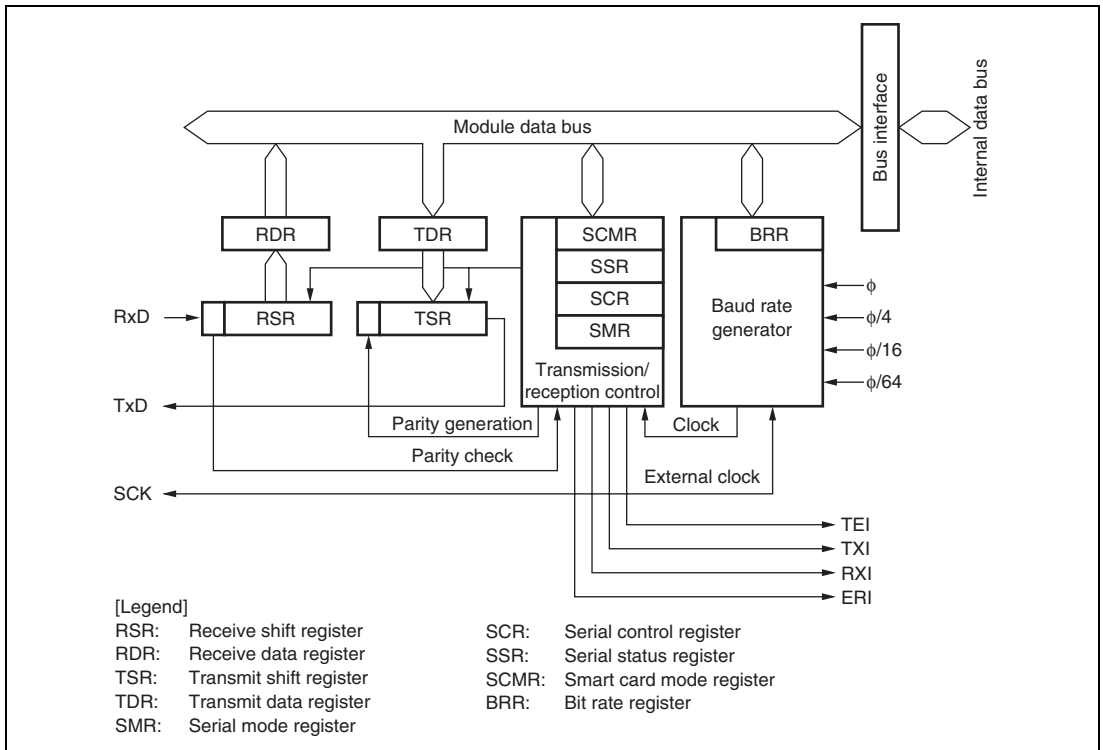 Module data bus
Bus interface
Internal data bus
RDR
TDR
SCMR
BRR
SSR
SCR
SMR
RxD
RSR
TSR
Baud rate
generator
ϕ
ϕ/4
ϕ/16
ϕ/64
Transmission/
reception control
TxD
Parity generation
Clock
Parity check
External clock
SCK
TEI
TXI
RXI
ERI
[Legend]
RSR: Receive shift register
RDR: Receive data register
TSR: Transmit shift register
TDR: Transmit data register
SMR: Serial mode register
SCR: Serial control register
SSR: Serial status register
SCMR: Smart card mode register
BRR: Bit rate register